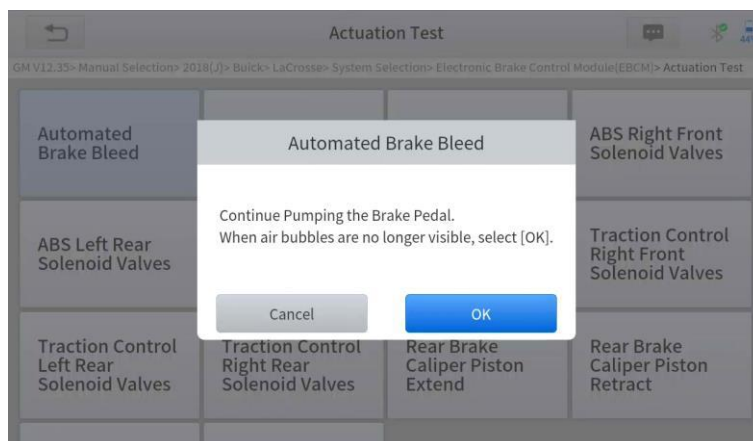 Actuation Test
GM V12.35> Manual Selection> 2018(J)> Buick> LaCrosse> System Selection> Electronic Brake Control Module(EBCM)> Actuation Test
Automated
Brake Bleed
ABS Right Front
Solenoid Valves
Automated Brake Bleed
Continue Pumping the Brake Pedal.
When air bubbles are no longer visible, select [OK].
Cancel
OK
ABS Left Rear
Solenoid Valves
Traction Control
Right Front
Solenoid Valves
Traction Control
Left Rear
Solenoid Valves
Traction Control
Right Rear
Solenoid Valves
Rear Brake
Caliper Piston
Extend
Rear Brake
Caliper Piston
Retract